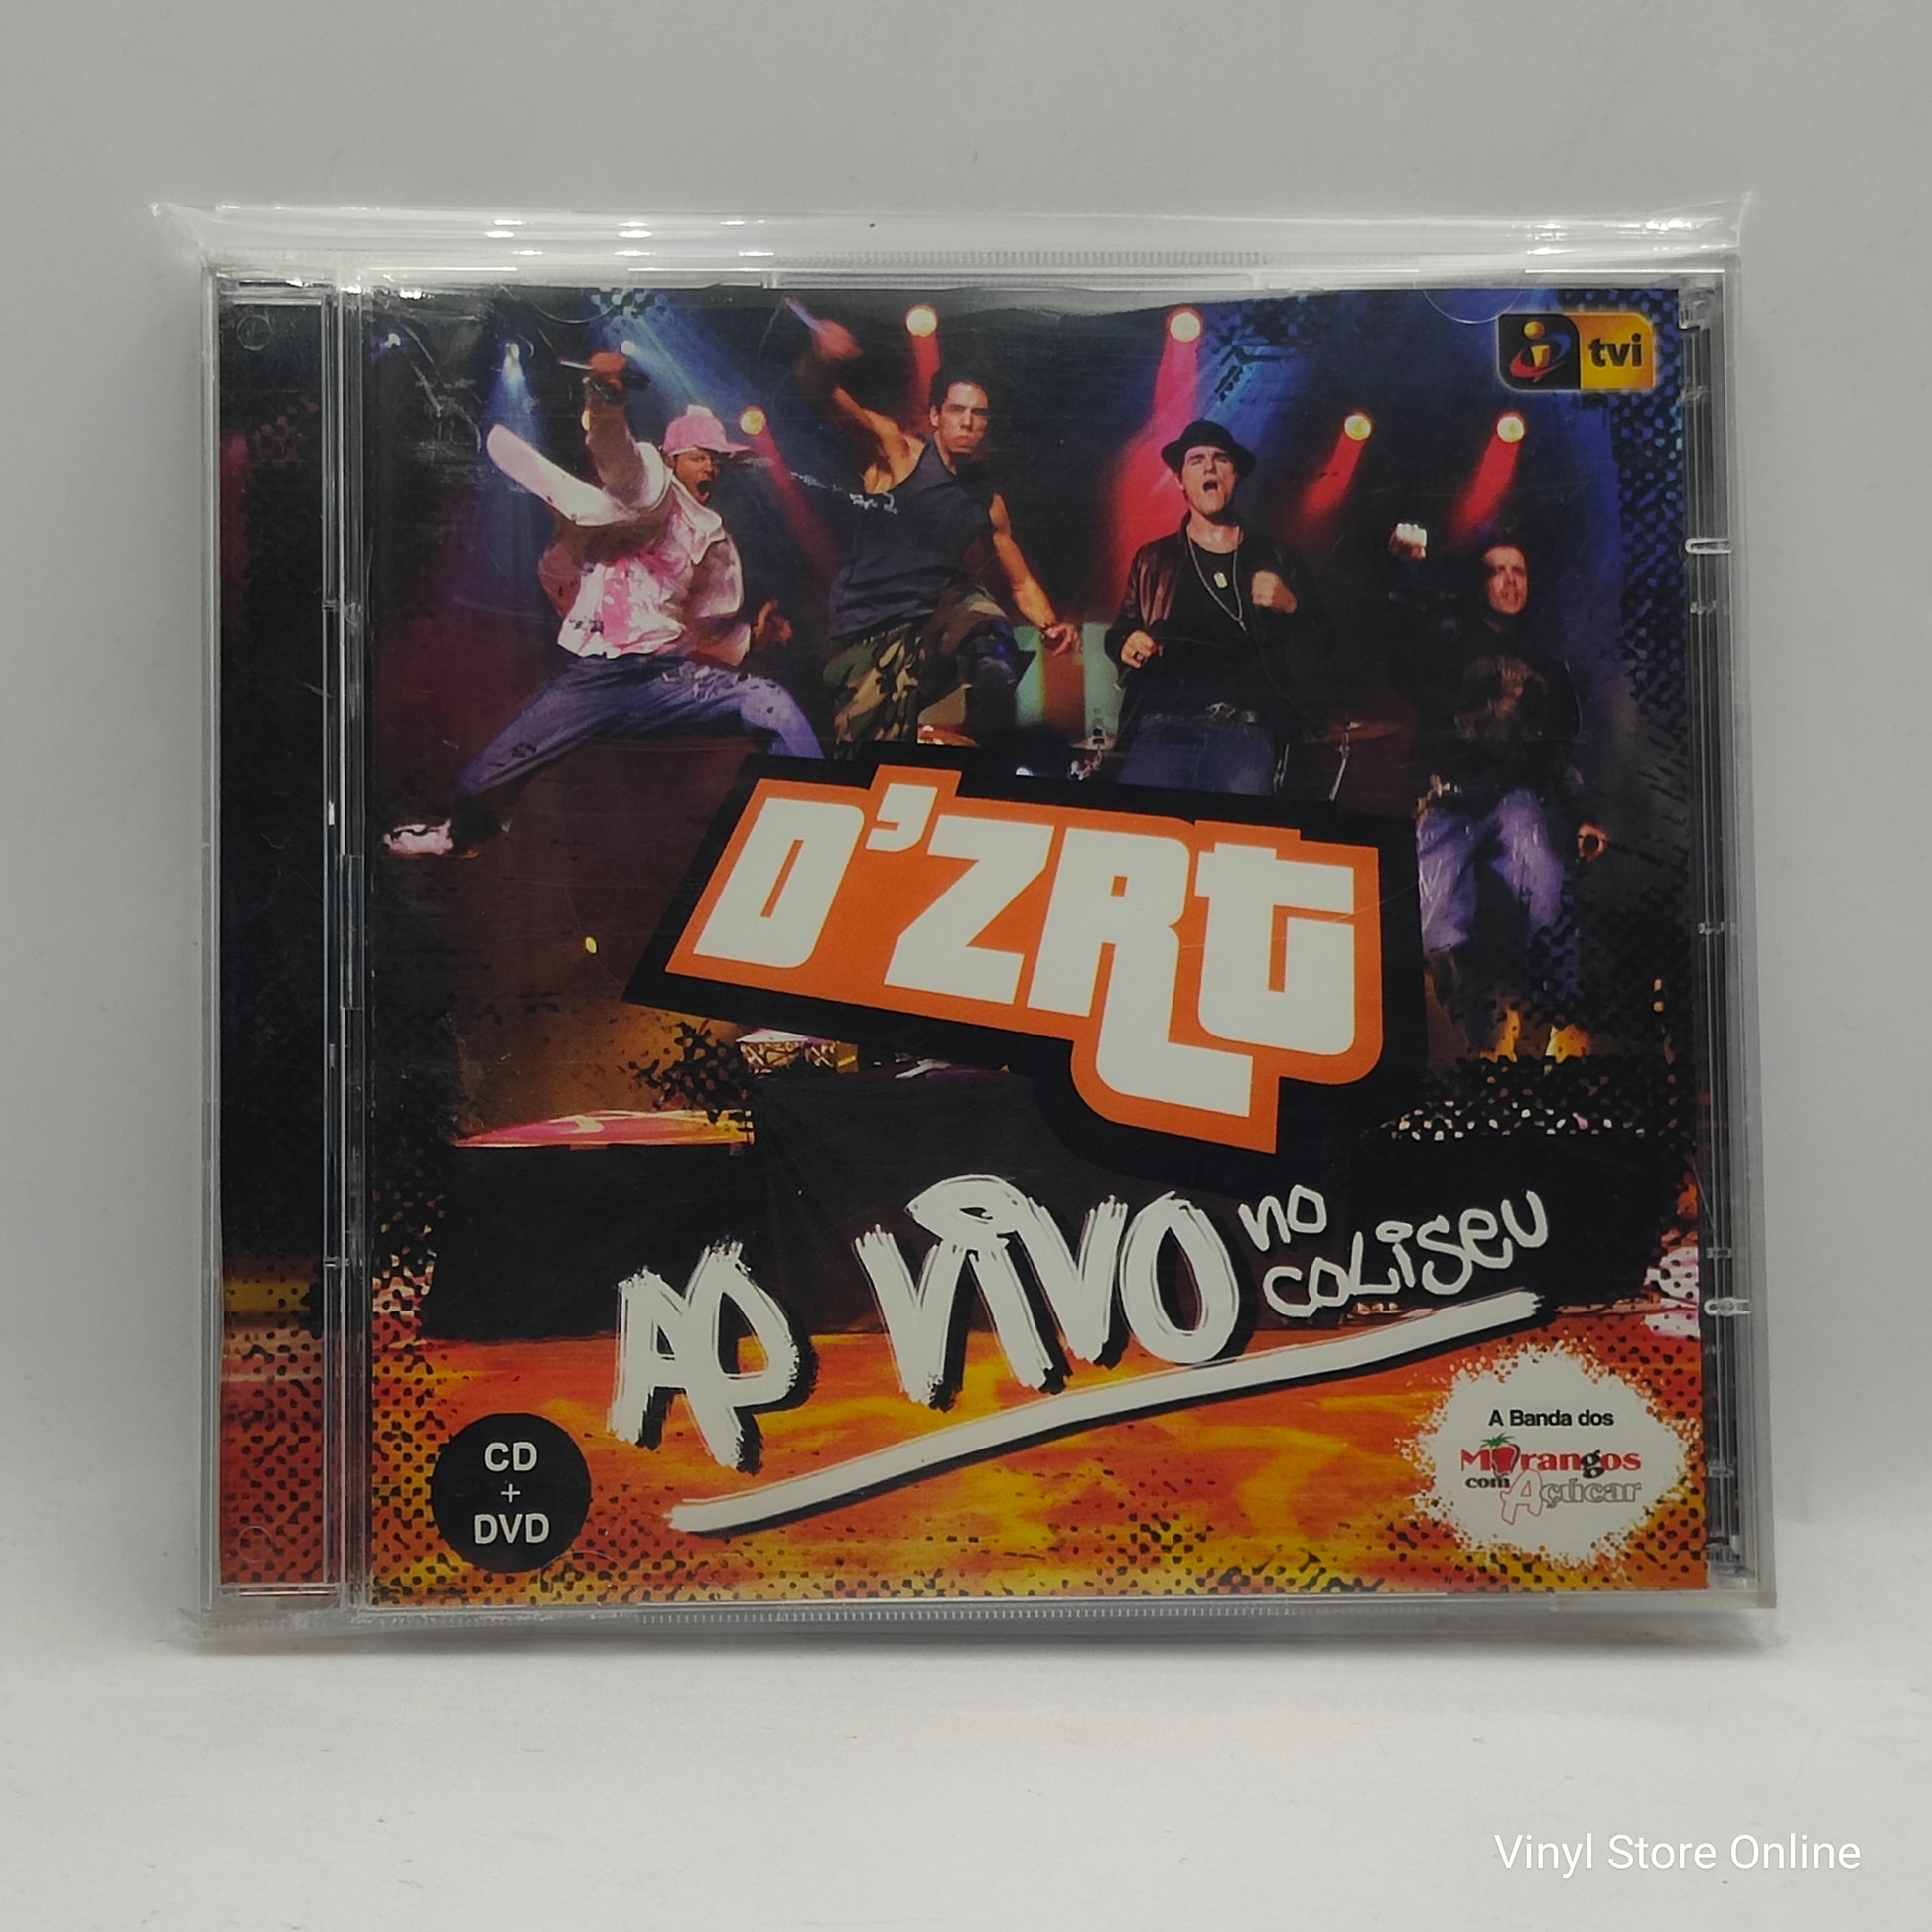 tvi
D'ZRT
AO VIVO no
coliseu
CD
+
DVD
A Banda dos
Morangos
com Açúcar
Vinyl Store Online